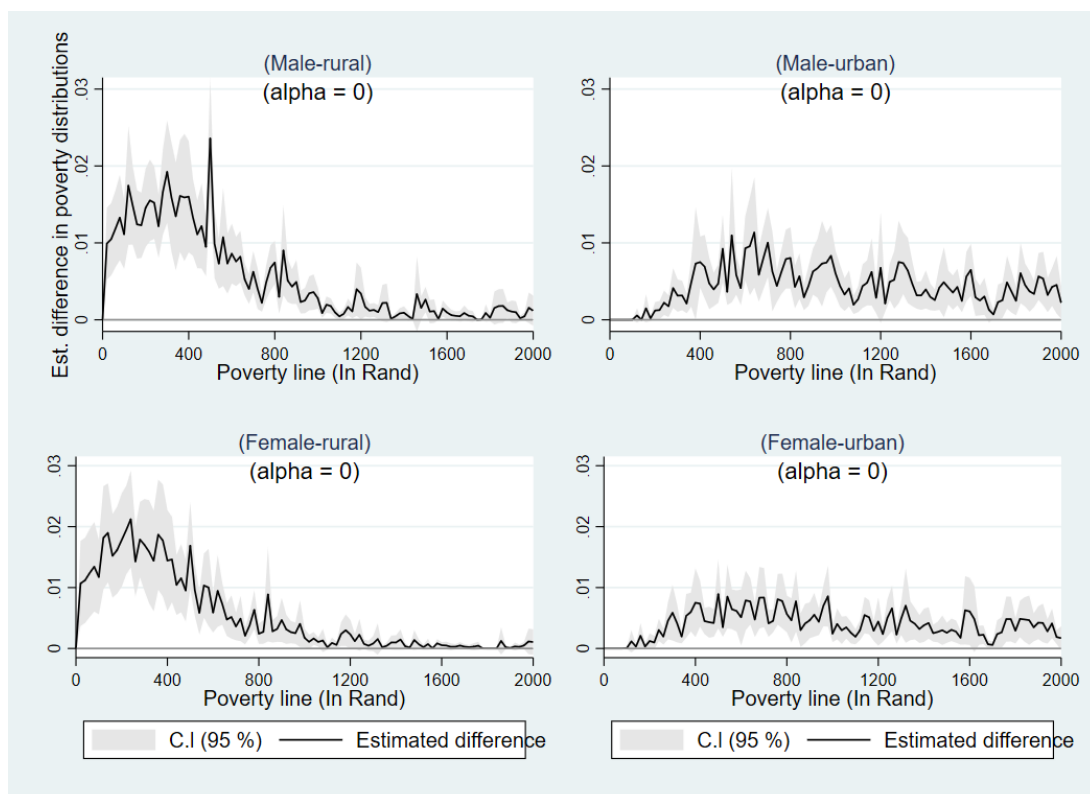 Est. difference in poverty distributions
(Male-rural)
(alpha = 0)
.03
.02
.01
0
0 400 800 1200 1600 2000
Poverty line (In Rand)
(Male-urban)
(alpha = 0)
.03
.02
.01
0
0 400 800 1200 1600 2000
Poverty line (In Rand)
(Female-rural)
(alpha = 0)
.03
.02
.01
0
0 400 800 1200 1600 2000
Poverty line (In Rand)
C.I (95 %) Estimated difference
(Female-urban)
(alpha = 0)
.03
.02
.01
0
0 400 800 1200 1600 2000
Poverty line (In Rand)
C.I (95 %) Estimated difference